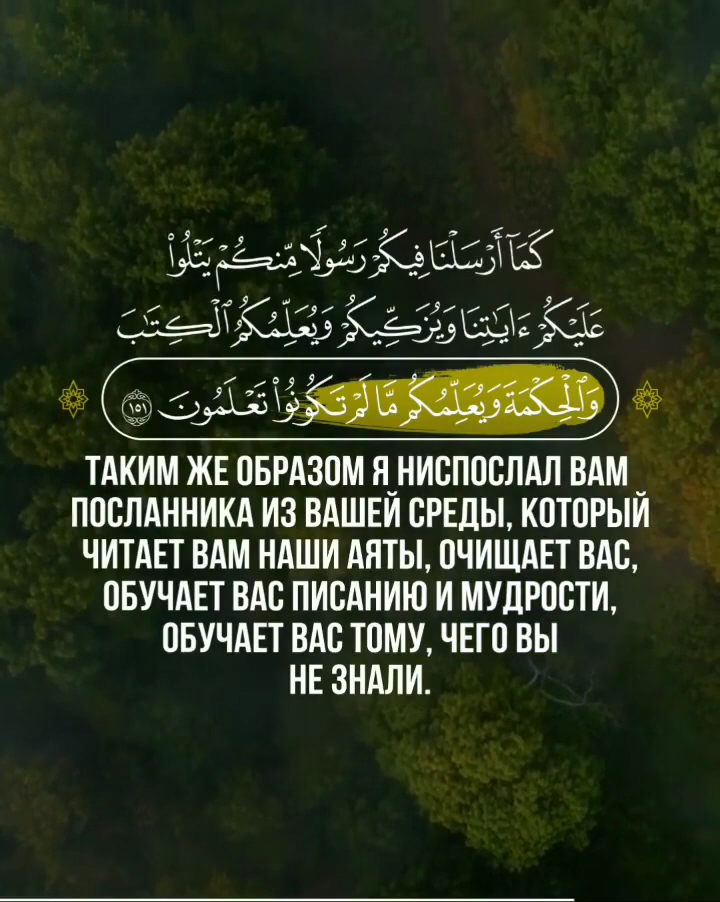 كَمَآ أَرْسَلْنَا فِيكُمْ رَسُولًا مِّنكُمْ يَتْلُوا۟
عَلَيْكُمْ ءَايَـٰتِنَا وَيُزَكِّيكُمْ وَيُعَلِّمُكُمُ ٱلْكِتَـٰبَ
وَٱلْحِكْمَةَ وَيُعَلِّمُكُم مَّا لَمْ تَكُونُوا۟ تَعْلَمُونَ ١٥١
ТАКИМ ЖЕ ОБРАЗОМ Я НИСПОСЛАЛ ВАМ
ПОСЛАННИКА ИЗ ВАШЕЙ СРЕДЫ, КОТОРЫЙ
ЧИТАЕТ ВАМ НАШИ АЯТЫ, ОЧИЩАЕТ ВАС,
ОБУЧАЕТ ВАС ПИСАНИЮ И МУДРОСТИ,
ОБУЧАЕТ ВАС ТОМУ, ЧЕГО ВЫ
НЕ ЗНАЛИ.